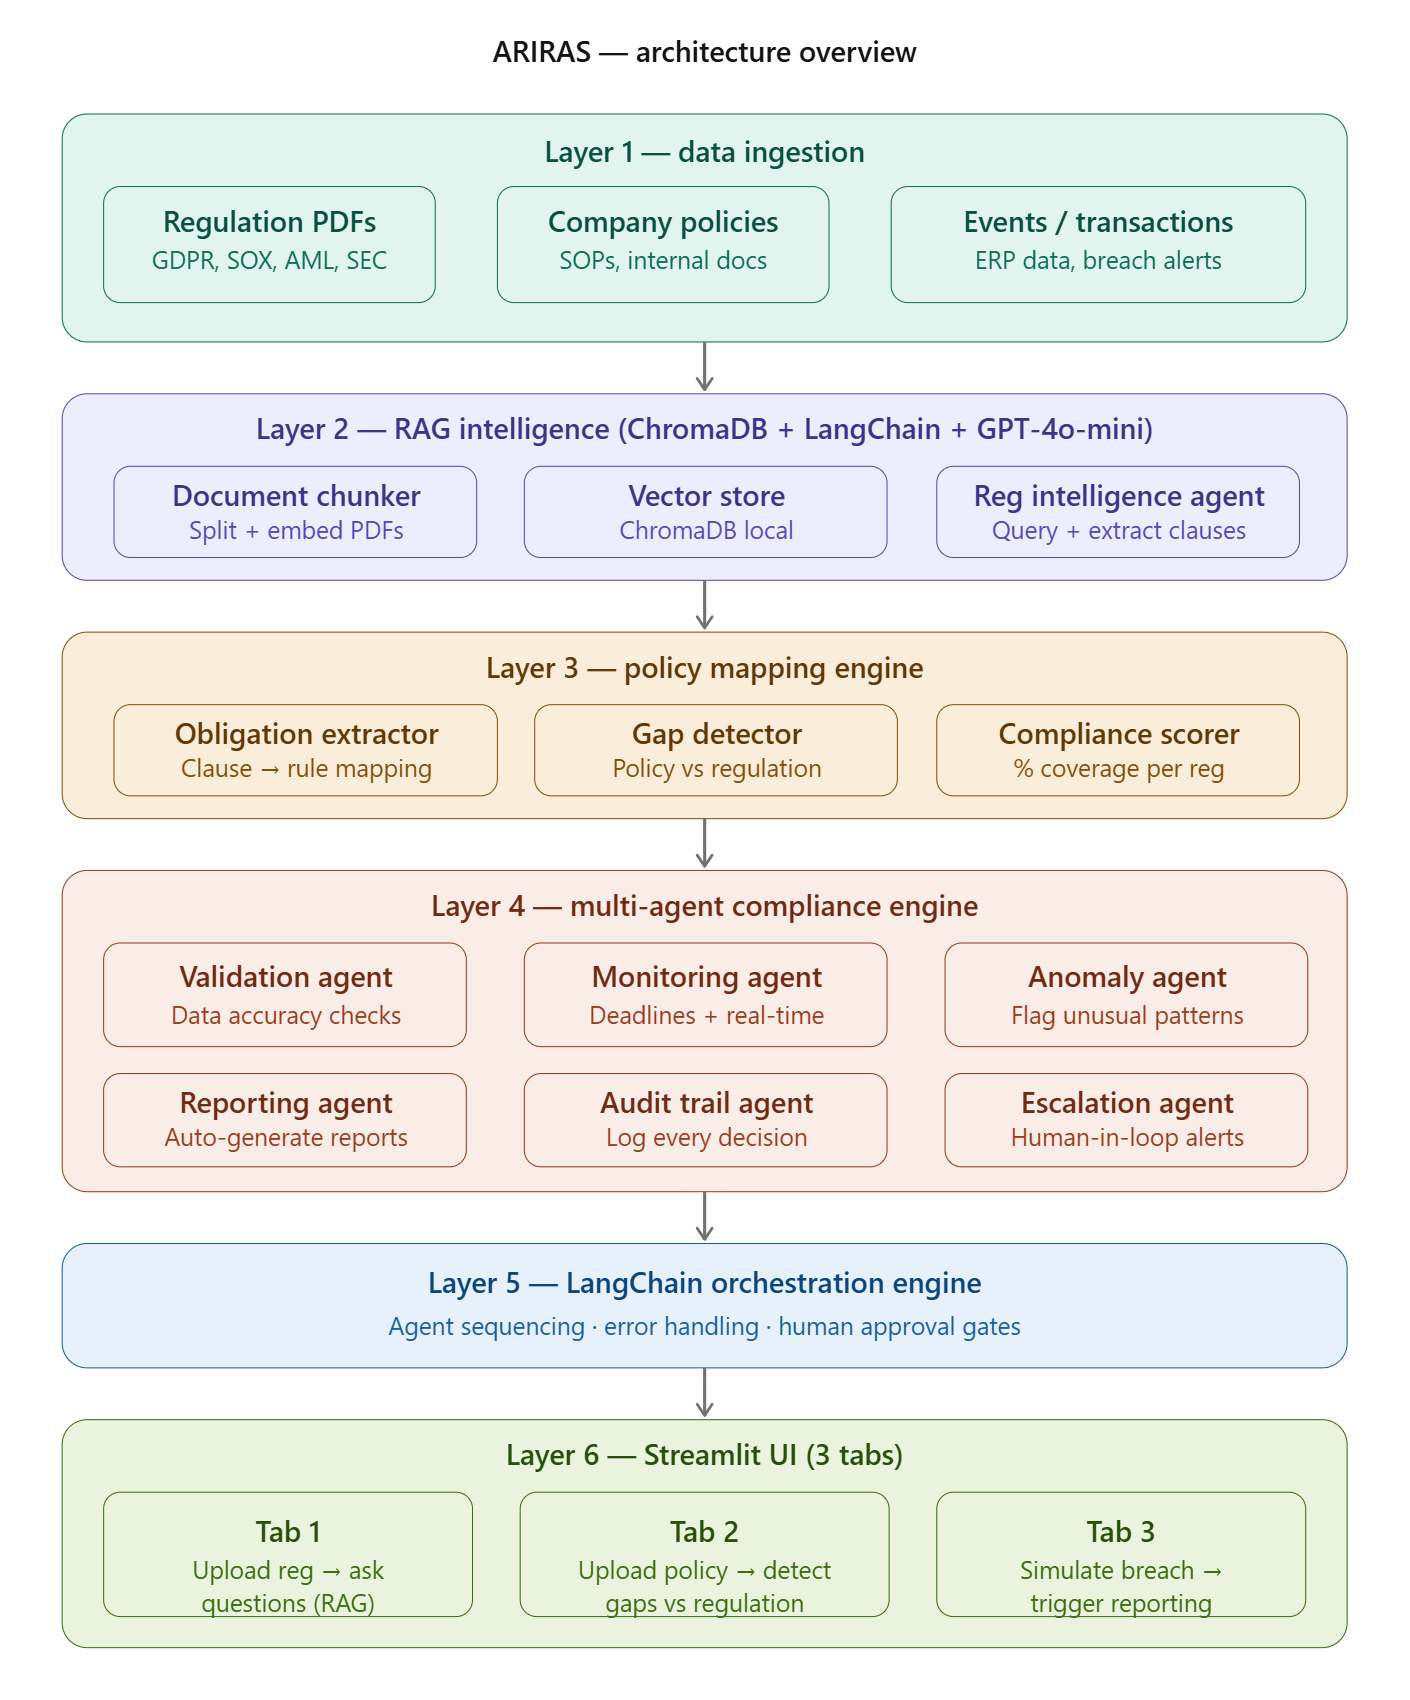 ARIRAS — architecture overview
Layer 1 — data ingestion
Regulation PDFs
GDPR, SOX, AML, SEC
Company policies
SOPs, internal docs
Events / transactions
ERP data, breach alerts
Layer 2 — RAG intelligence (ChromaDB + LangChain + GPT-4o-mini)
Document chunker
Split + embed PDFs
Vector store
ChromaDB local
Reg intelligence agent
Query + extract clauses
Layer 3 — policy mapping engine
Obligation extractor
Clause → rule mapping
Gap detector
Policy vs regulation
Compliance scorer
% coverage per reg
Layer 4 — multi-agent compliance engine
Validation agent
Data accuracy checks
Monitoring agent
Deadlines + real-time
Anomaly agent
Flag unusual patterns
Reporting agent
Auto-generate reports
Audit trail agent
Log every decision
Escalation agent
Human-in-loop alerts
Layer 5 — LangChain orchestration engine
Agent sequencing · error handling · human approval gates
Layer 6 — Streamlit UI (3 tabs)
Tab 1
Upload reg → ask
questions (RAG)
Tab 2
Upload policy → detect
gaps vs regulation
Tab 3
Simulate breach →
trigger reporting